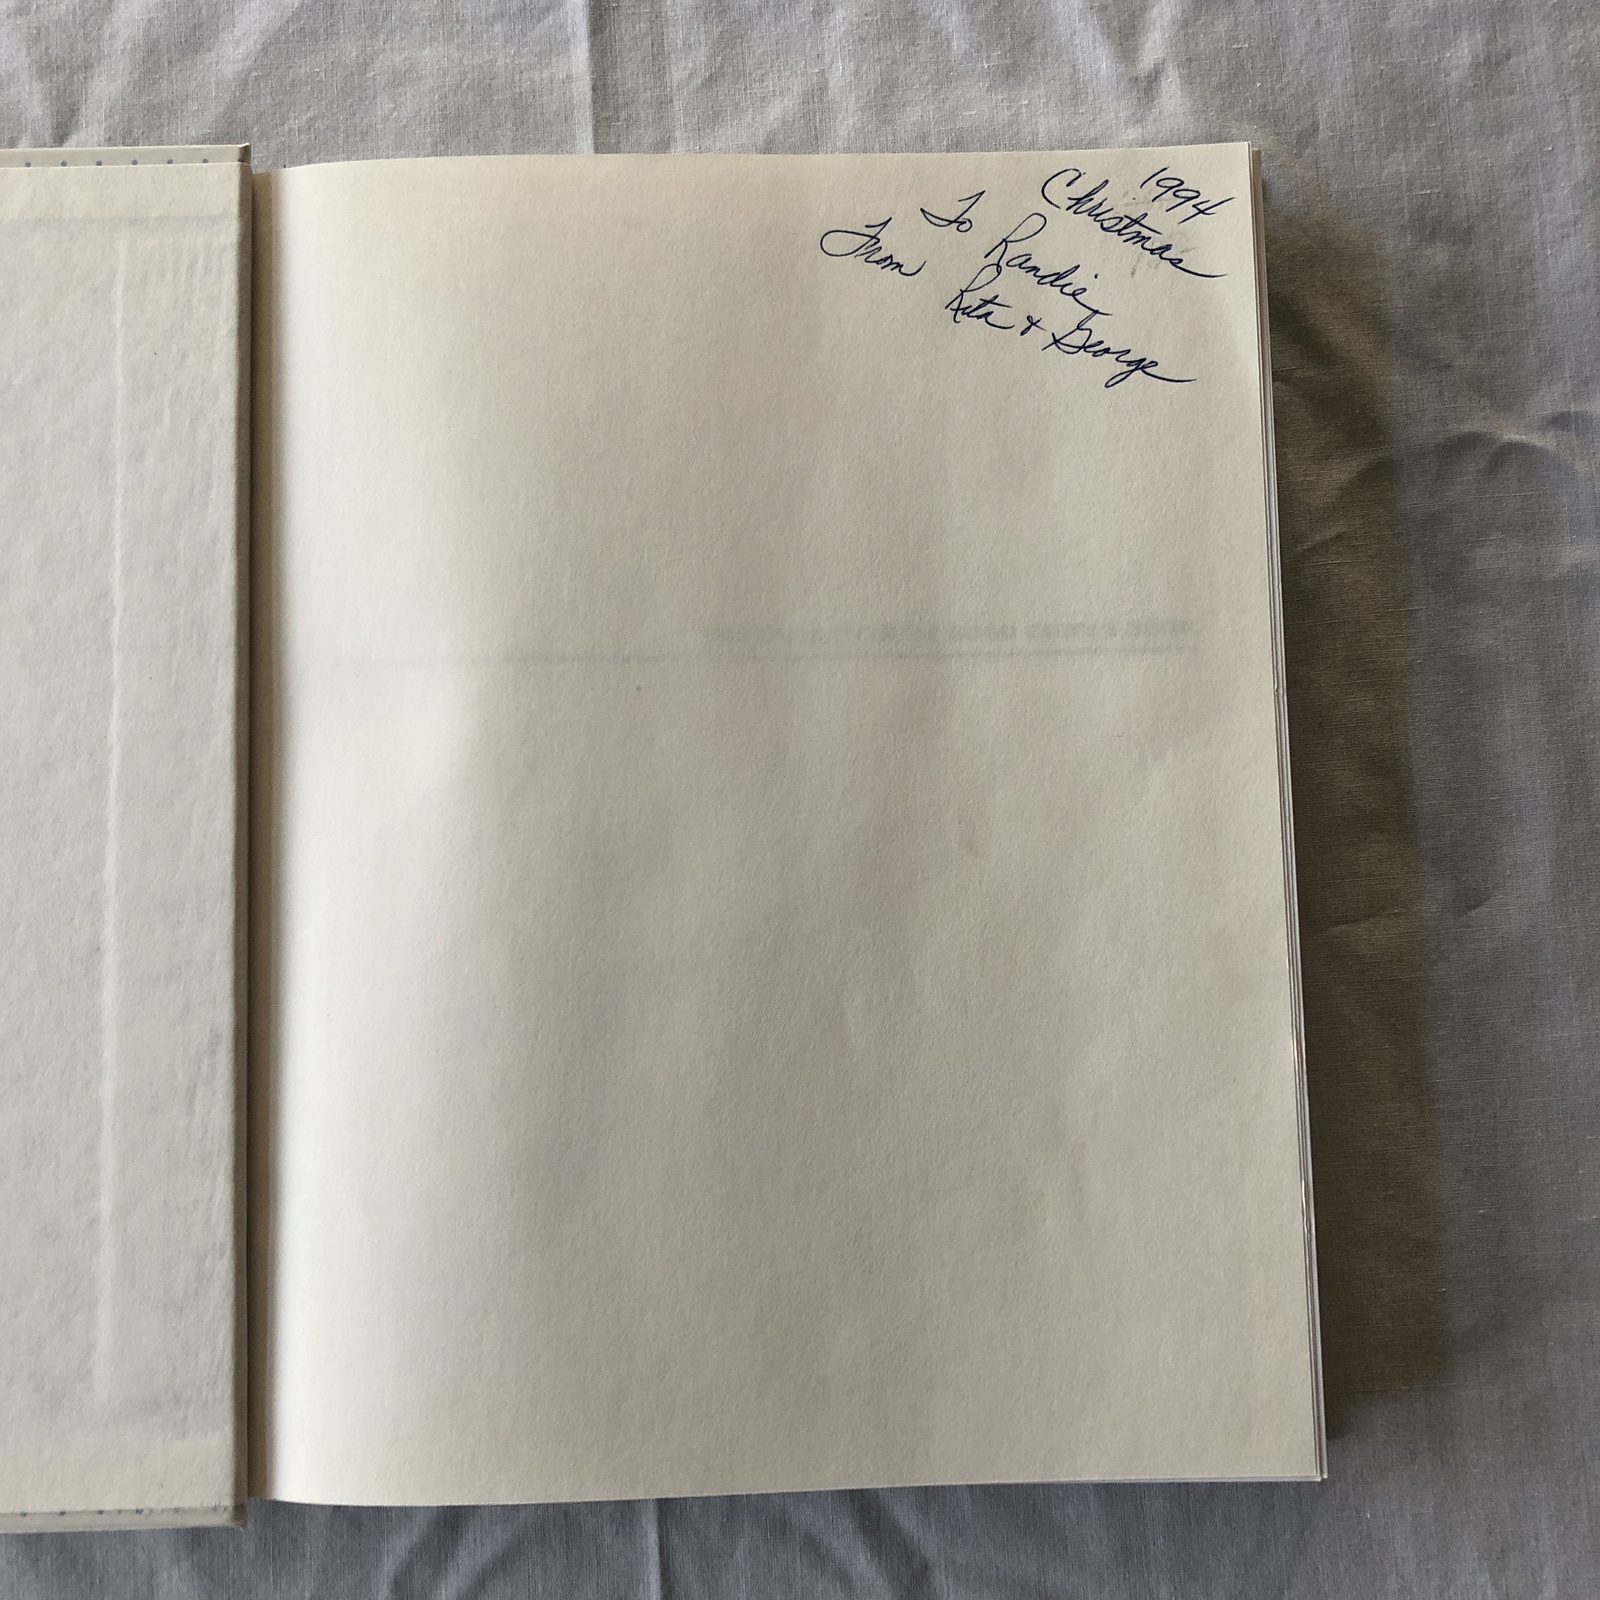 1994
Christmas
To Randie
From Rita & George